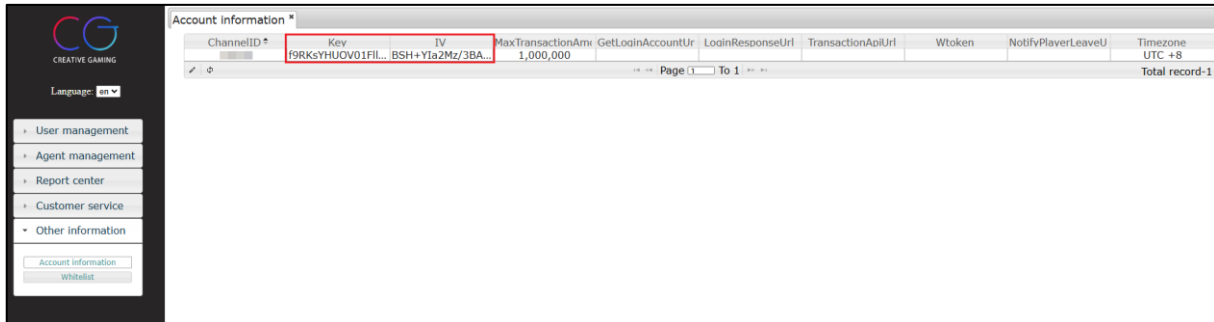 CREATIVE GAMING
Language: en
User management
Agent management
Report center
Customer service
Other information
Account information
Whitelist
Account information
ChannelID Key IV MaxTransactionAm GetLoginAccountUr LoginResponseUrl TransactionApiUrl Wtoken NotifyPlayerLeaveU Timezone
f9RKsYHUOV01Fll... BSH+YIa2Mz/3BA... 1,000,000 UTC +8
Page 1 To 1 Total record-1